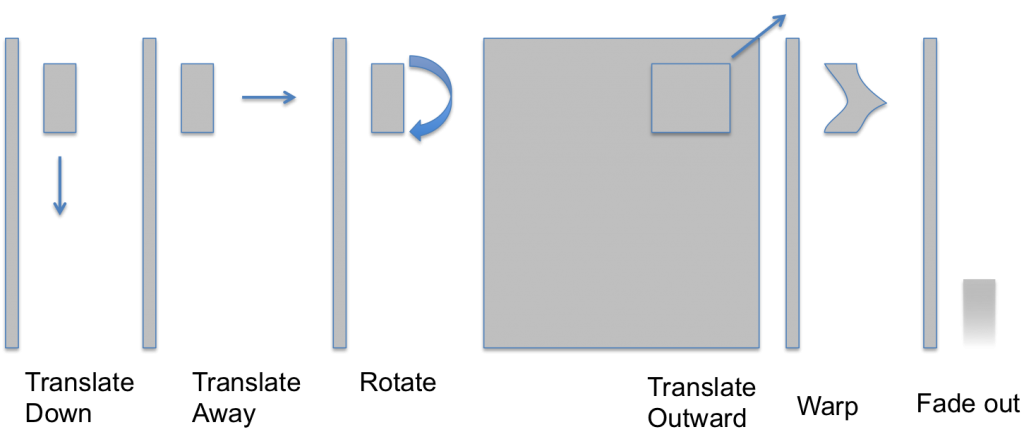 Translate
Down
Translate
Away
Rotate
Translate
Outward
Warp
Fade out